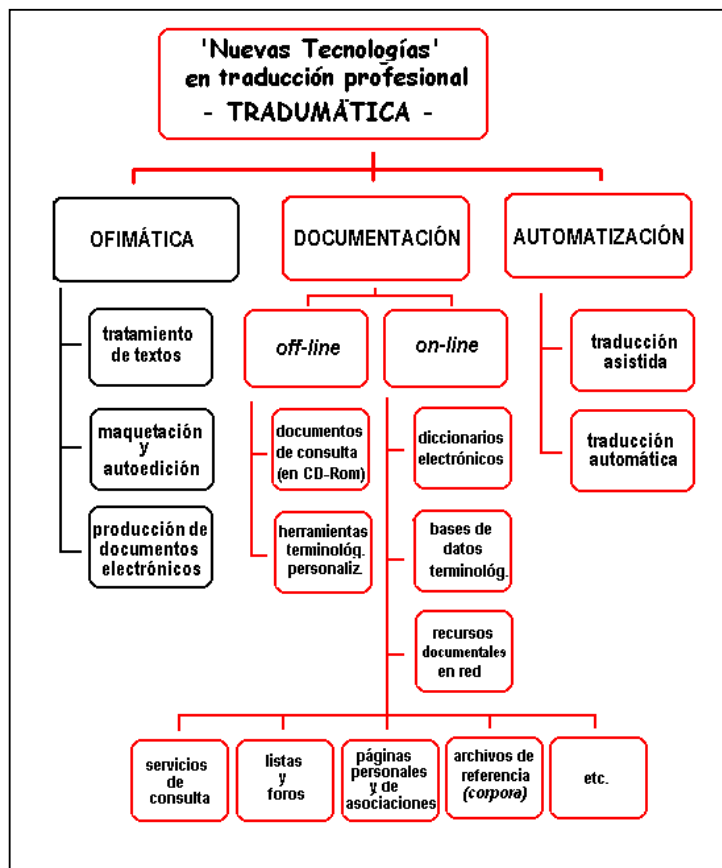 'Nuevas Tecnologías'
en traducción profesional
- TRADUMÁTICA -
OFIMÁTICA
DOCUMENTACIÓN
AUTOMATIZACIÓN
tratamiento
de textos
maquetación
y
autoedición
producción de
documentos
electrónicos
off-line
on-line
documentos
de consulta
(en CD-Rom)
herramientas
terminológ.
personaliz.
diccionarios
electrónicos
bases de
datos
terminológ.
recursos
documentales
en red
traducción
asistida
traducción
automática
servicios
de
consulta
listas
y
foros
páginas
personales
y de
asociaciones
archivos de
referencia
(corpora)
etc.